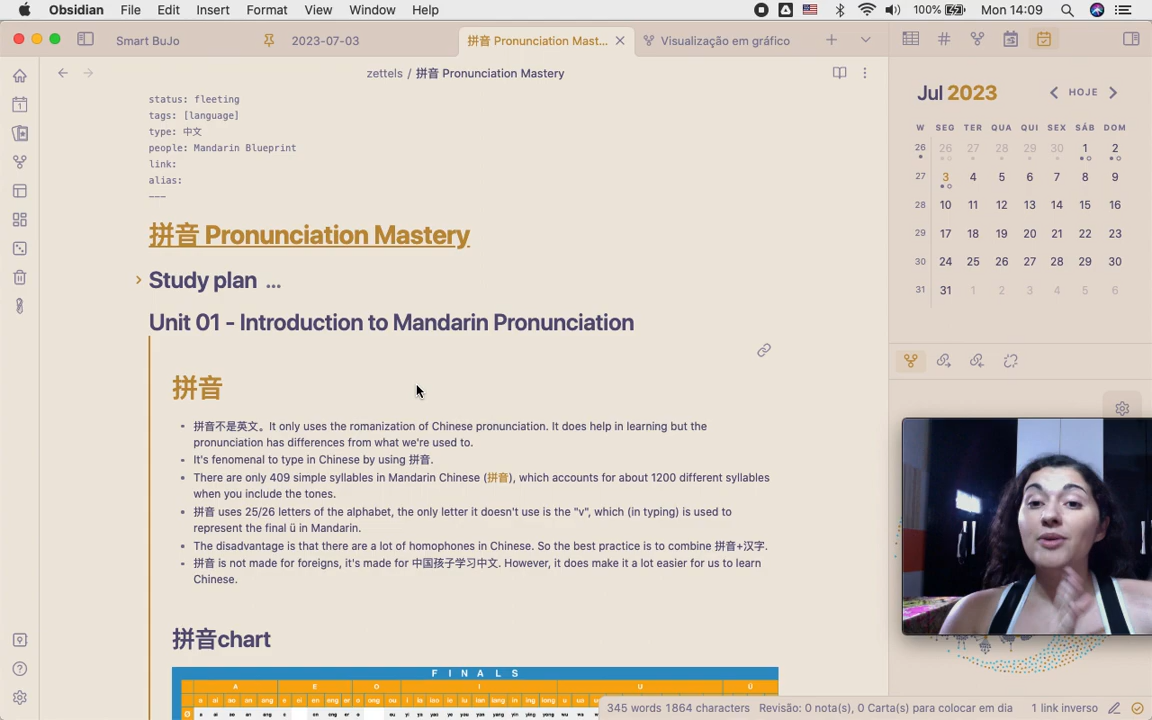 Obsidian File Edit Insert Format View Window Help 100% Mon 14:09
Smart BuJo 2023-07-03 拼音 Pronunciation Mast... Visualização em gráfico
zettels / 拼音 Pronunciation Mastery
status: fleeting
tags: [language]
type: 中文
people: Mandarin Blueprint
link:
alias:
———
拼音 Pronunciation Mastery
Study plan ...
Unit 01 - Introduction to Mandarin Pronunciation
拼音
拼音不是英文。It only uses the romanization of Chinese pronunciation. It does help in learning but the
pronunciation has differences from what we're used to.
It's fenomenal to type in Chinese by using 拼音.
There are only 409 simple syllables in Mandarin Chinese (拼音), which accounts for about 1200 different syllables
when you include the tones.
拼音 uses 25/26 letters of the alphabet, the only letter it doesn't use is the "v", which (in typing) is used to
represent the final ü in Mandarin.
The disadvantage is that there are a lot of homophones in Chinese. So the best practice is to combine 拼音+汉字.
拼音 is not made for foreigns, it's made for 中国孩子学习中文. However, it does make it a lot easier for us to learn
Chinese.
拼音chart
FINALS
A E O I U Ü
345 words 1864 characters Revisão: 0 nota(s), 0 Carta(s) para colocar em dia 1 link inverso
Jul 2023 HOJE
W SEG TER QUA QUI SEX SÁB DOM
26 26 27 28 29 30 1 2
27 3 4 5 6 7 8 9
28 10 11 12 13 14 15 16
29 17 18 19 20 21 22 23
30 24 25 26 27 28 29 30
31 31 1 2 3 4 5 6